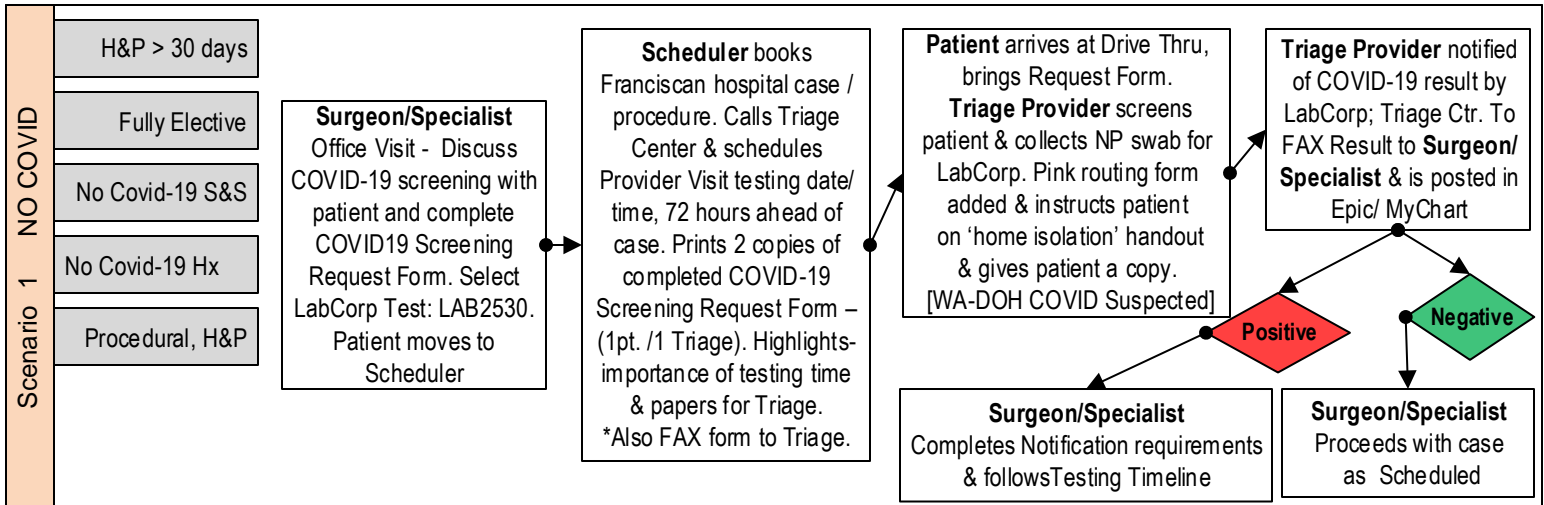 Scenario 1 NO COVID
H&P > 30 days
Fully Elective
No Covid-19 S&S
No Covid-19 Hx
Procedural, H&P
Surgeon/Specialist
Office Visit - Discuss
COVID-19 screening with
patient and complete
COVID19 Screening
Request Form. Select
LabCorp Test: LAB2530.
Patient moves to
Scheduler
Scheduler books
Franciscan hospital case /
procedure. Calls Triage
Center & schedules
Provider Visit testing date/
time, 72 hours ahead of
case. Prints 2 copies of
completed COVID-19
Screening Request Form –
(1pt. /1 Triage). Highlights-
importance of testing time
& papers for Triage.
*Also FAX form to Triage.
Patient arrives at Drive Thru,
brings Request Form.
Triage Provider screens
patient & collects NP swab for
LabCorp. Pink routing form
added & instructs patient
on ‘home isolation’ handout
& gives patient a copy.
[WA-DOH COVID Suspected]
Triage Provider notified
of COVID-19 result by
LabCorp; Triage Ctr. To
FAX Result to Surgeon/
Specialist & is posted in
Epic/ MyChart
Positive
Negative
Surgeon/Specialist
Completes Notification requirements
& followsTesting Timeline
Surgeon/Specialist
Proceeds with case
as Scheduled